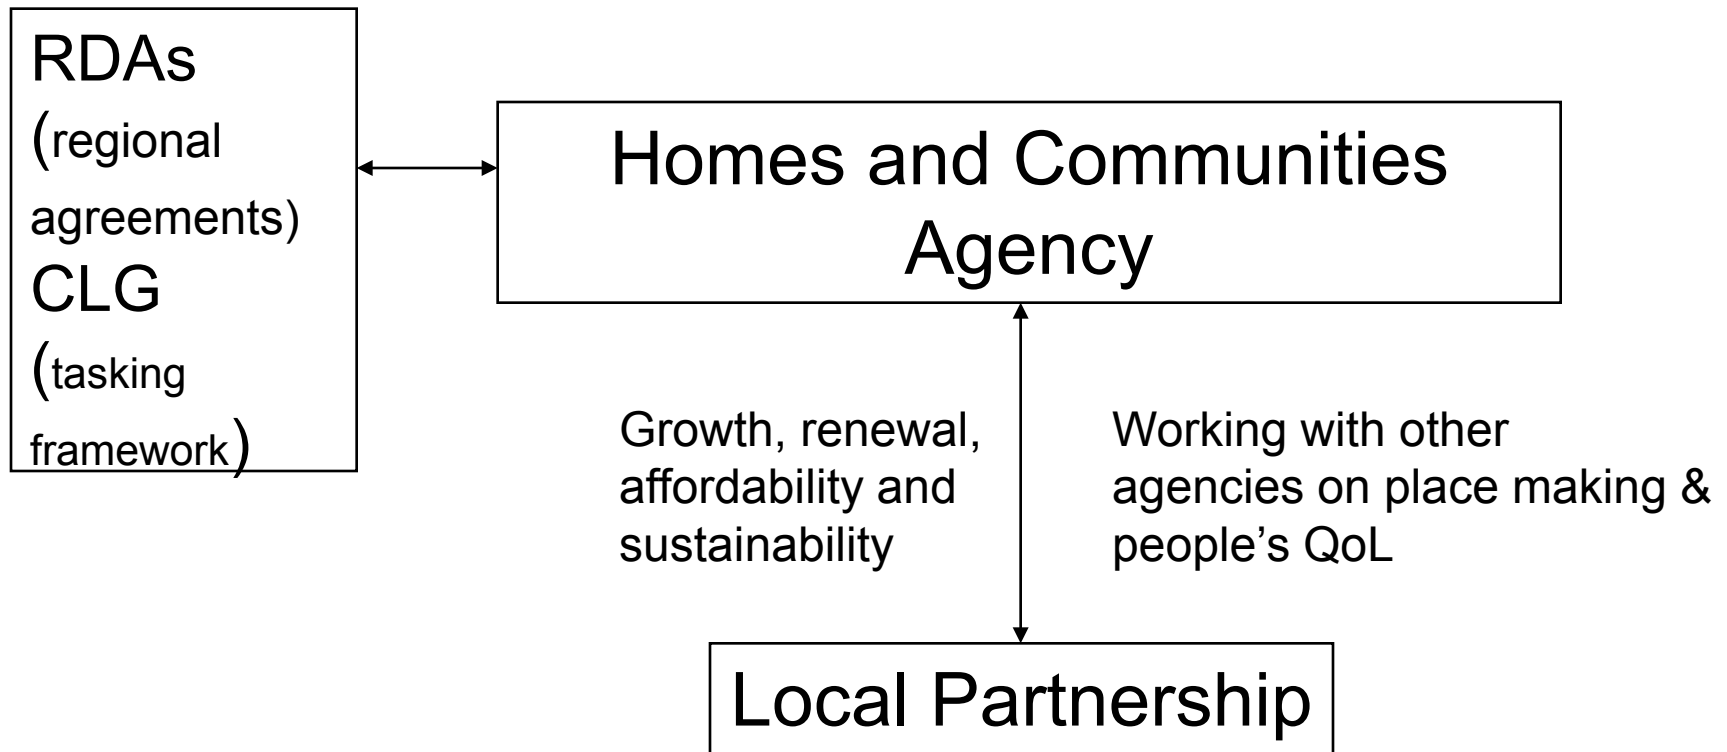 RDAs
(regional
agreements)
CLG
(tasking
framework)
Homes and Communities
Agency
Growth, renewal,
affordability and
sustainability
Working with other
agencies on place making &
people’s QoL
Local Partnership